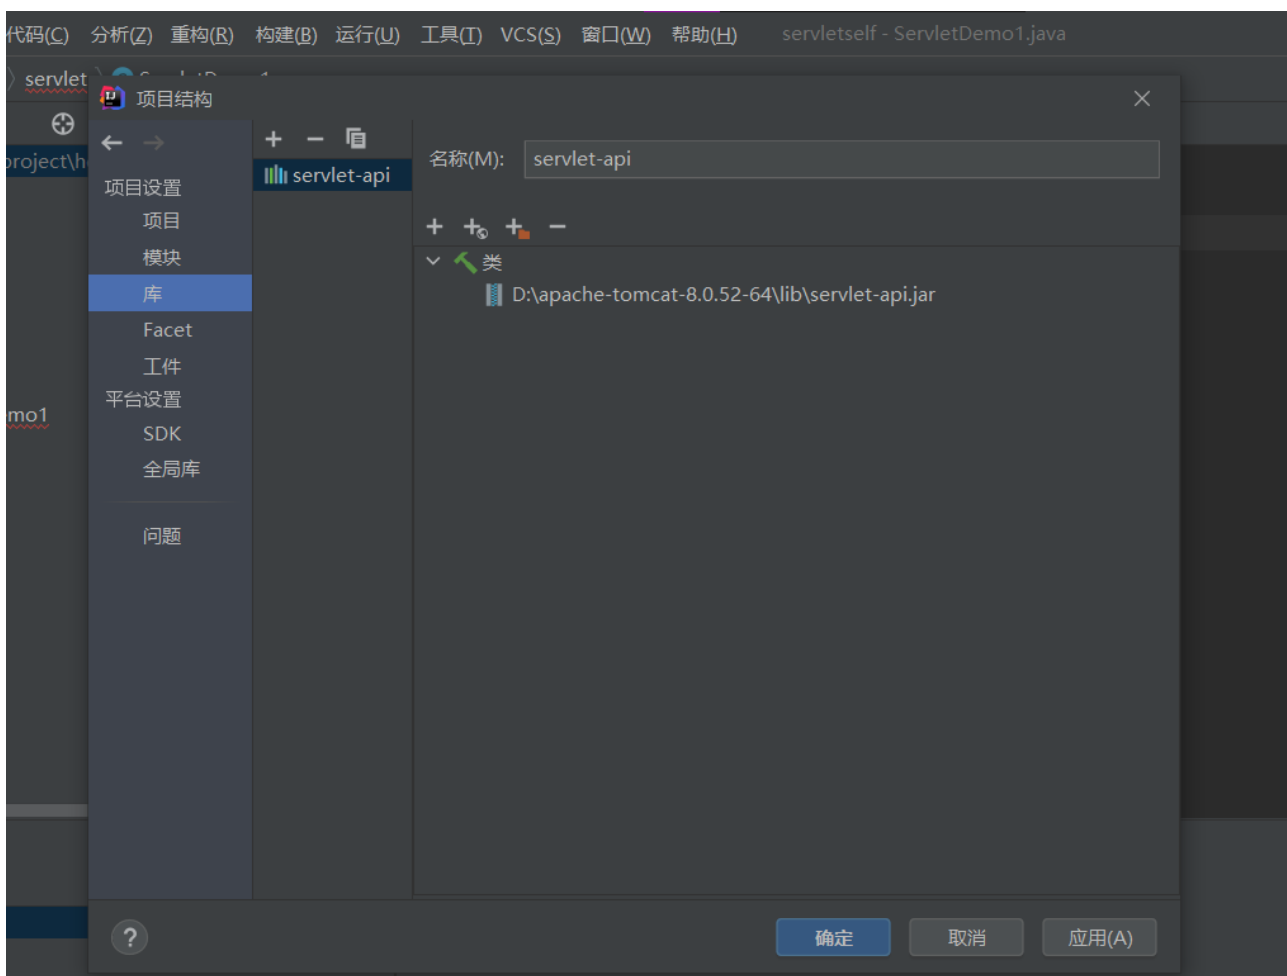 代码(C) 分析(Z) 重构(R) 构建(B) 运行(U) 工具(T) VCS(S) 窗口(W) 帮助(H) servletself - ServletDemo1.java
servlet
项目结构
project\h
servlet-api
名称(M): servlet-api
项目设置
项目
模块
类
库
D:\apache-tomcat-8.0.52-64\lib\servlet-api.jar
Facet
工件
平台设置
mo1
SDK
全局库
问题
?
确定 取消 应用(A)